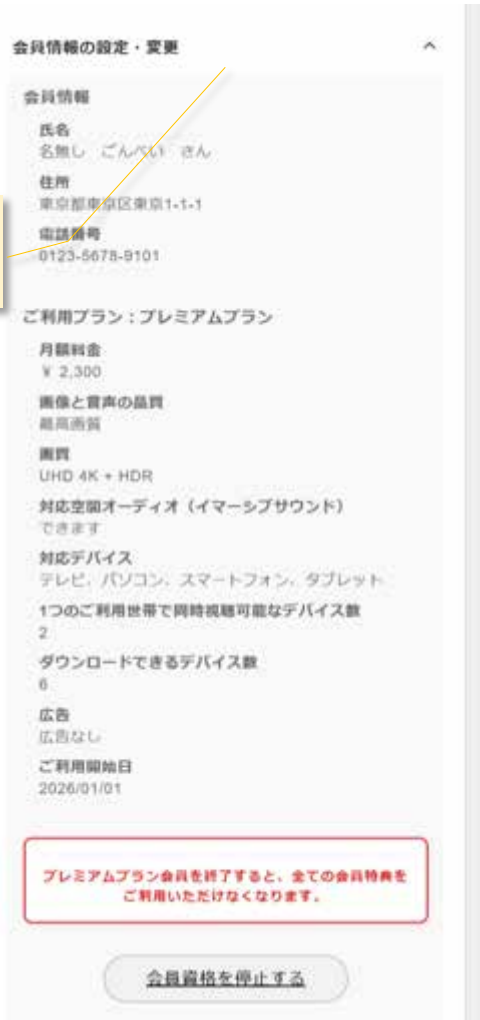 会員情報の設定・変更
会員情報
氏名
名無し　ごんべい　さん
住所
東京都東京区東京1-1-1
電話番号
0123-5678-9101
ご利用プラン：プレミアムプラン
月額料金
¥ 2,300
画像と音声の品質
最高画質
画質
UHD 4K + HDR
対応空間オーディオ（イマーシブサウンド）
できます
対応デバイス
テレビ、パソコン、スマートフォン、タブレット
1つのご利用世帯で同時視聴可能なデバイス数
2
ダウンロードできるデバイス数
6
広告
広告なし
ご利用開始日
2026/01/01
プレミアムプラン会員を終了すると、全ての会員特典を
ご利用いただけなくなります。
会員資格を停止する